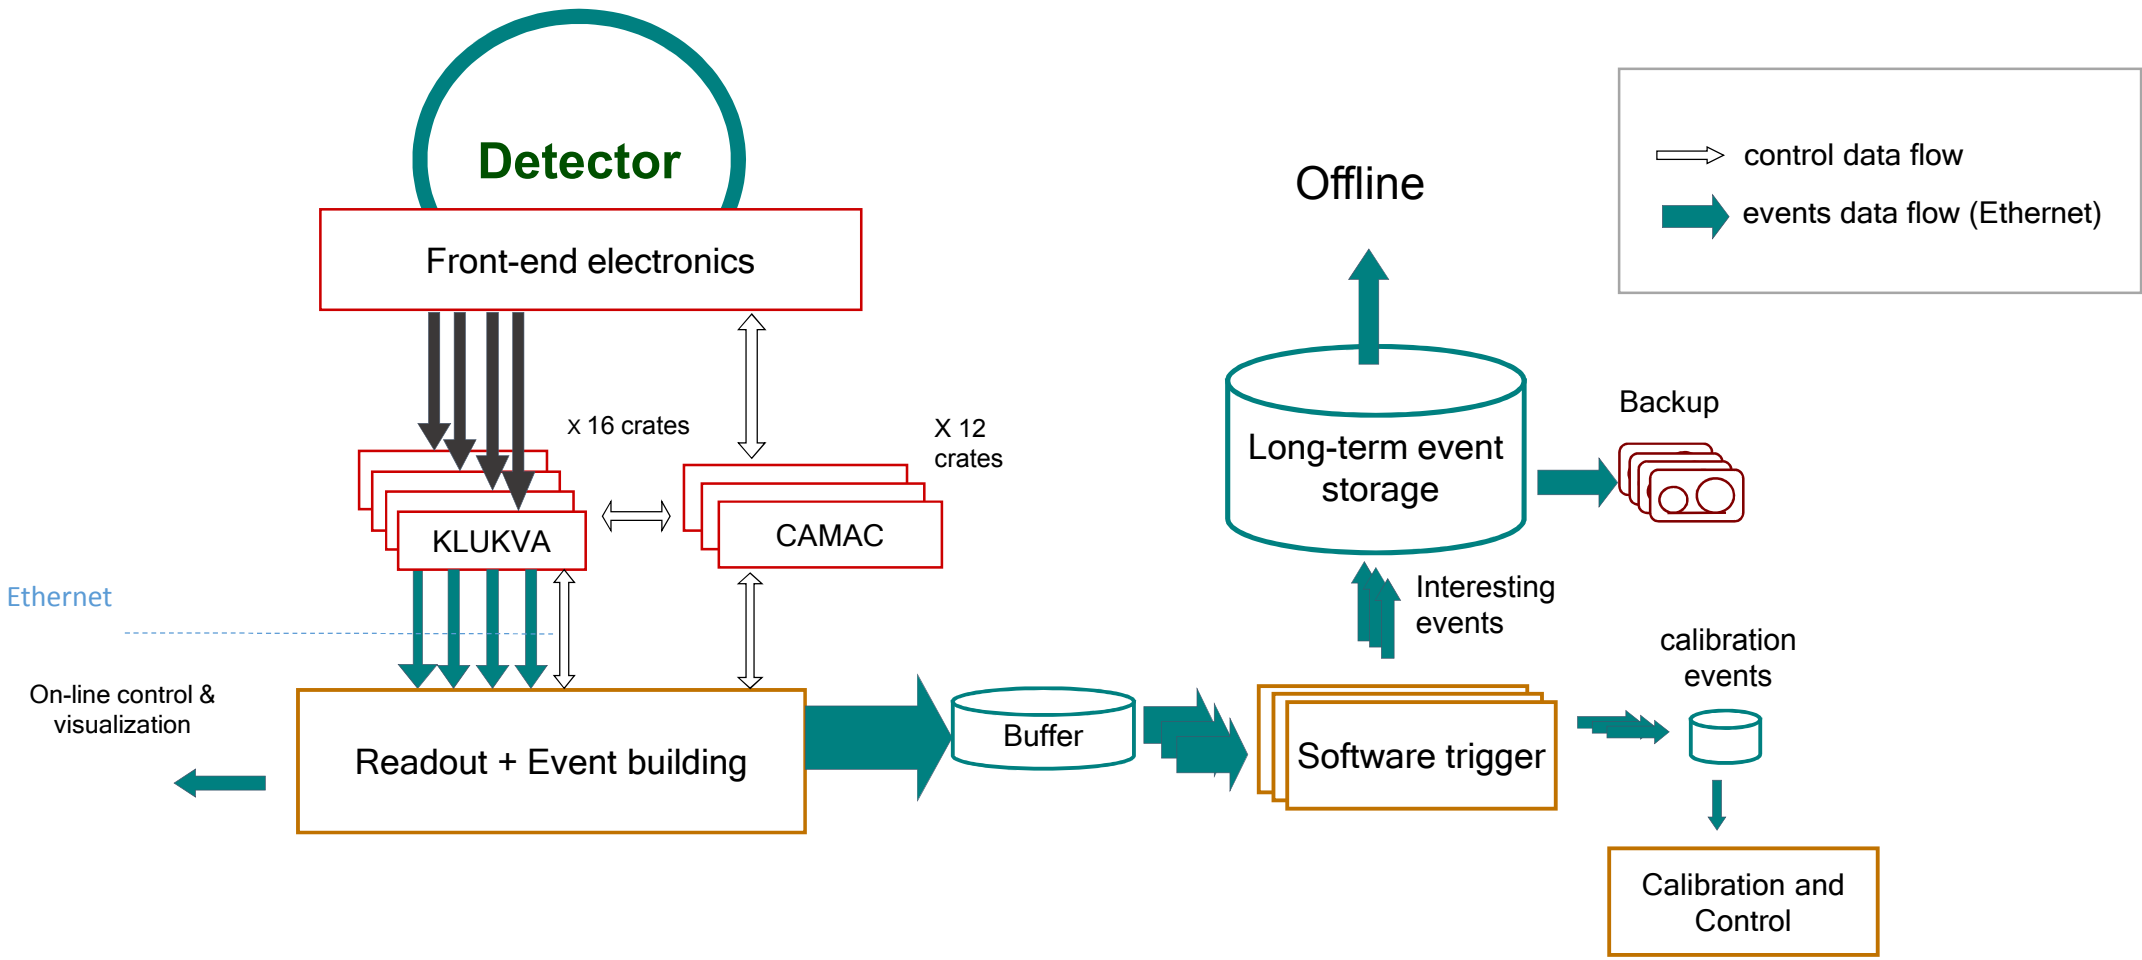 Detector
Front-end electronics
X 16 crates
X 12
crates
KLUKVA
CAMAC
Ethernet
On-line control &
visualization
Readout + Event building
Buffer
Software trigger
Interesting
events
Long-term event
storage
Offline
Backup
calibration
events
Calibration and
Control
control data flow
events data flow (Ethernet)